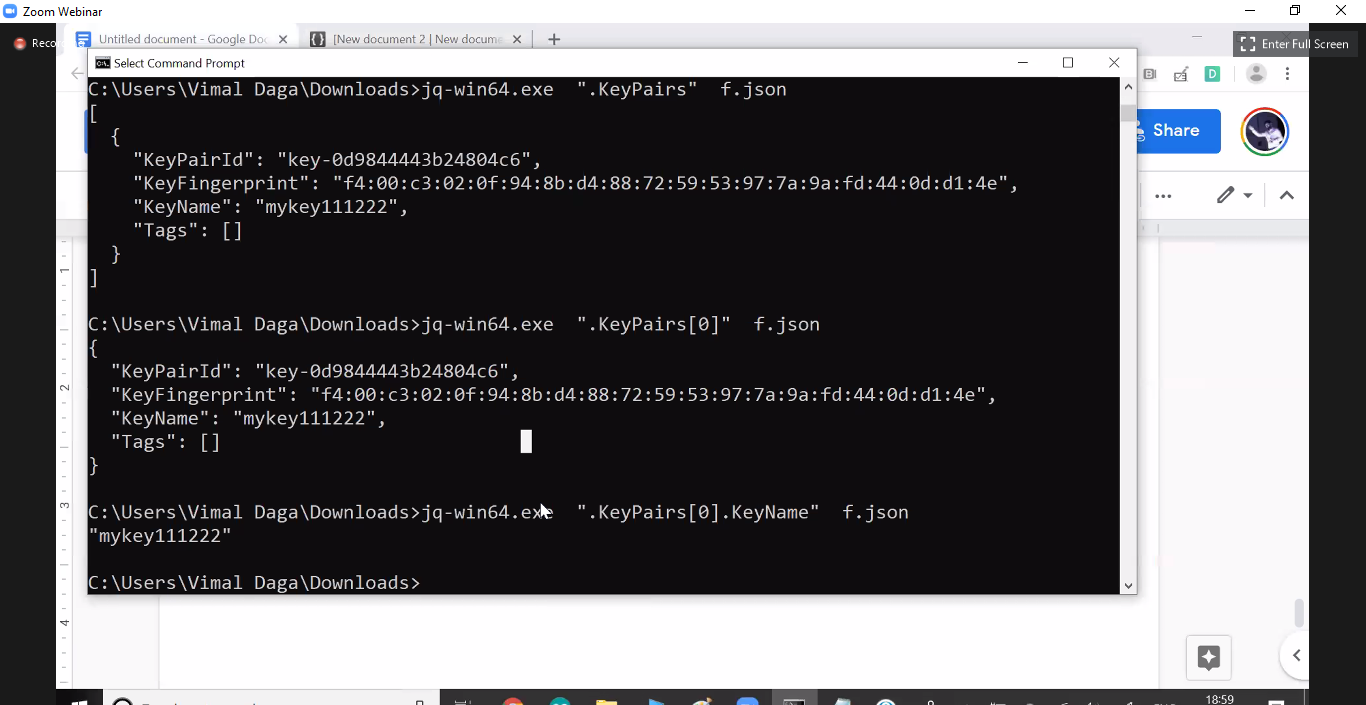 Zoom Webinar
Recor
Untitled document - Google Doc
[New document 2 | New docume
Enter Full Screen
Select Command Prompt
C:\Users\Vimal Daga\Downloads>jq-win64.exe  ".KeyPairs"  f.json
[
  {
    "KeyPairId": "key-0d9844443b24804c6",
    "KeyFingerprint": "f4:00:c3:02:0f:94:8b:d4:88:72:59:53:97:7a:9a:fd:44:0d:d1:4e",
    "KeyName": "mykey111222",
    "Tags": []
  }
]
C:\Users\Vimal Daga\Downloads>jq-win64.exe  ".KeyPairs[0]"  f.json
{
  "KeyPairId": "key-0d9844443b24804c6",
  "KeyFingerprint": "f4:00:c3:02:0f:94:8b:d4:88:72:59:53:97:7a:9a:fd:44:0d:d1:4e",
  "KeyName": "mykey111222",
  "Tags": []
}
C:\Users\Vimal Daga\Downloads>jq-win64.exe  ".KeyPairs[0].KeyName"  f.json
"mykey111222"
C:\Users\Vimal Daga\Downloads>
Share
D
1
2
3
4
18:59